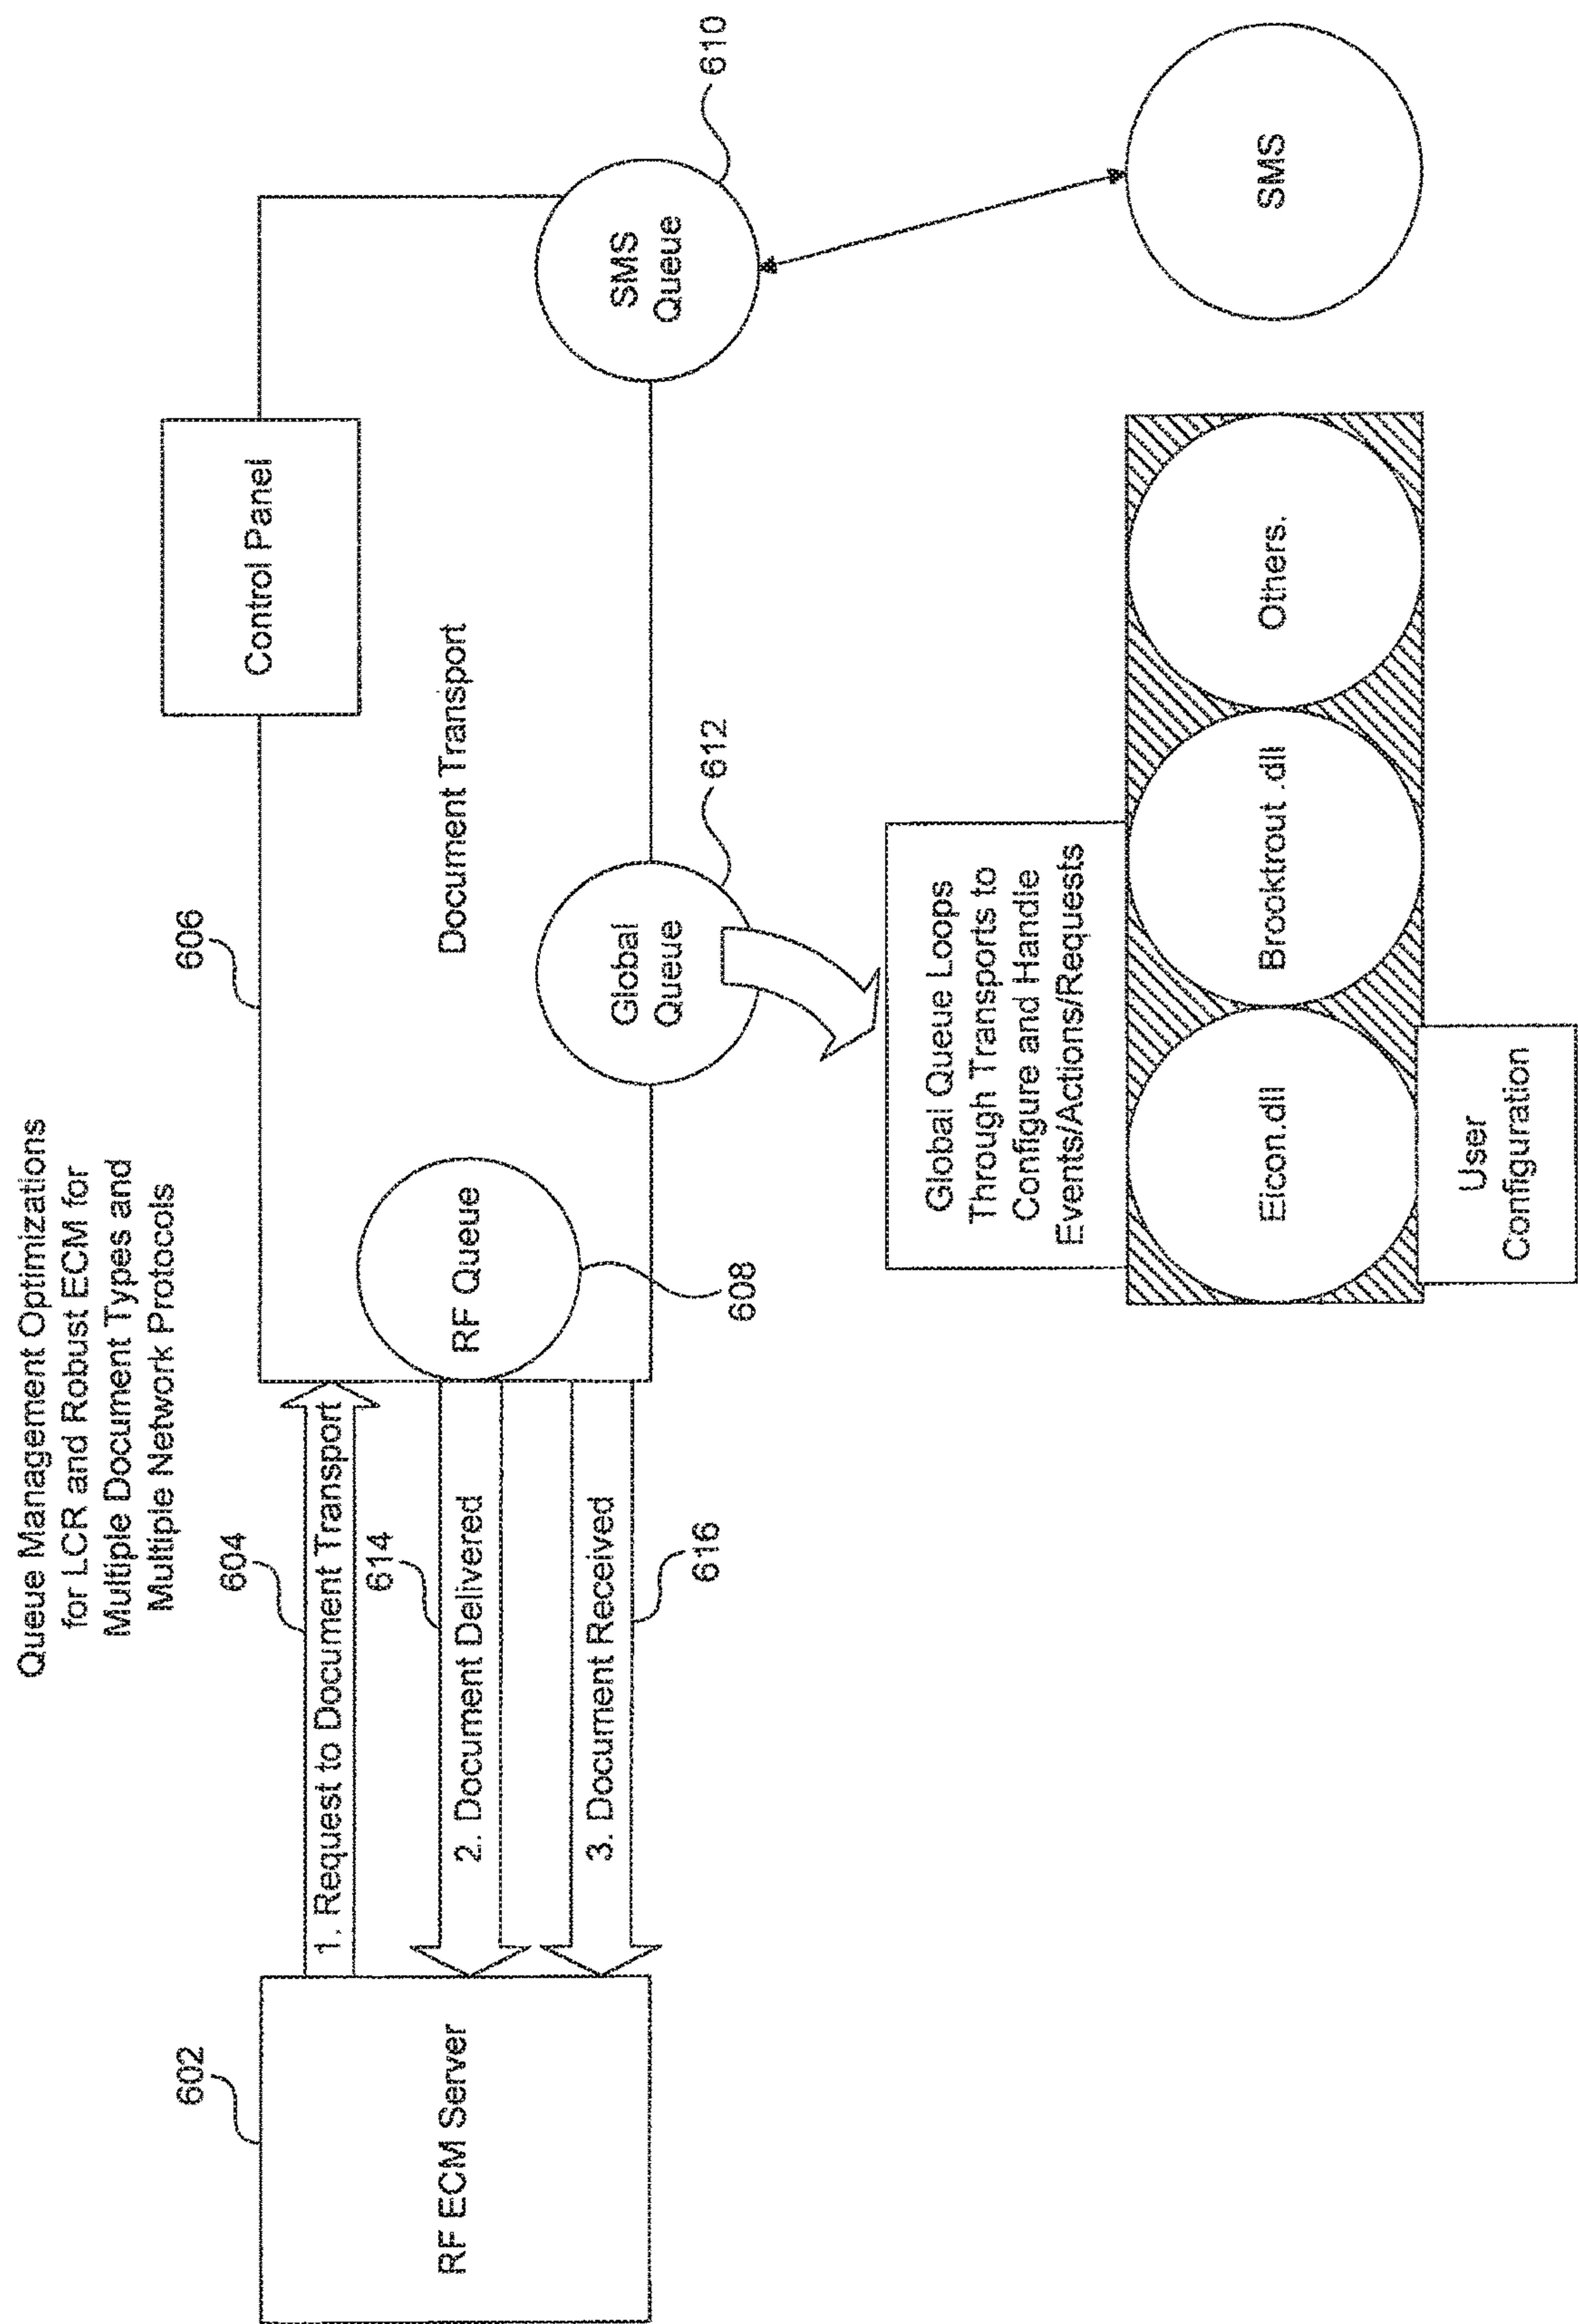 Queue Management Optimizations
for LCR and Robust ECM for
Multiple Document Types and
Multiple Network Protocols
602
RF ECM Server
604
1. Request to Document Transport
614
2. Document Delivered
3. Document Received
616
606
Control Panel
Document Transport
RF Queue
608
Global
Queue
612
SMS
Queue
610
Global Queue Loops
Through Transports to
Configure and Handle
Events/Actions/Requests
Eicon.dll
Brooktrout .dll
Others.
User
Configuration
SMS